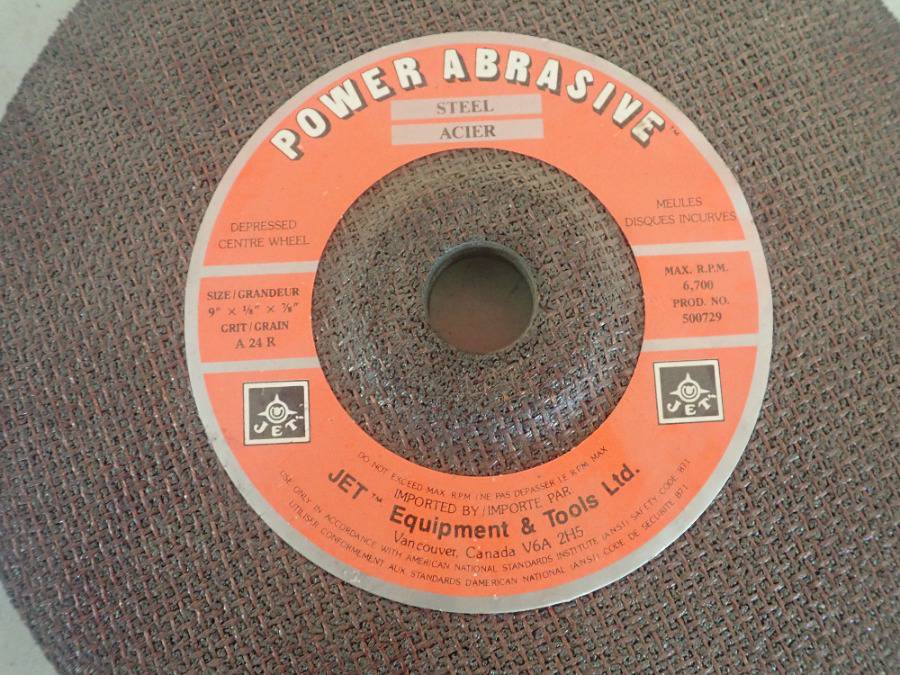 POWER ABRASIVE™
STEEL
ACIER
DEPRESSED
CENTRE WHEEL
MEULES
DISQUES INCURVES
SIZE/GRANDEUR
9" × 1/8" × 7/8"
GRIT/GRAIN
A 24 R
MAX. R.P.M.
6,700
PROD. NO.
500729
JET
JET
DO NOT EXCEED MAX. RPM / NE PAS DEPASSER LE R.P.M. MAX
IMPORTED BY/IMPORTE PAR
JET™ Equipment & Tools Ltd.
Vancouver, Canada V6A 2H5
USE ONLY IN ACCORDANCE WITH AMERICAN NATIONAL STANDARDS INSTITUTE (ANSI) SAFETY CODE B7.1
UTILISER CONFORMEMENT AUX STANDARDS D'AMERICAN NATIONAL (ANSI) CODE DE SECURITE B7.1